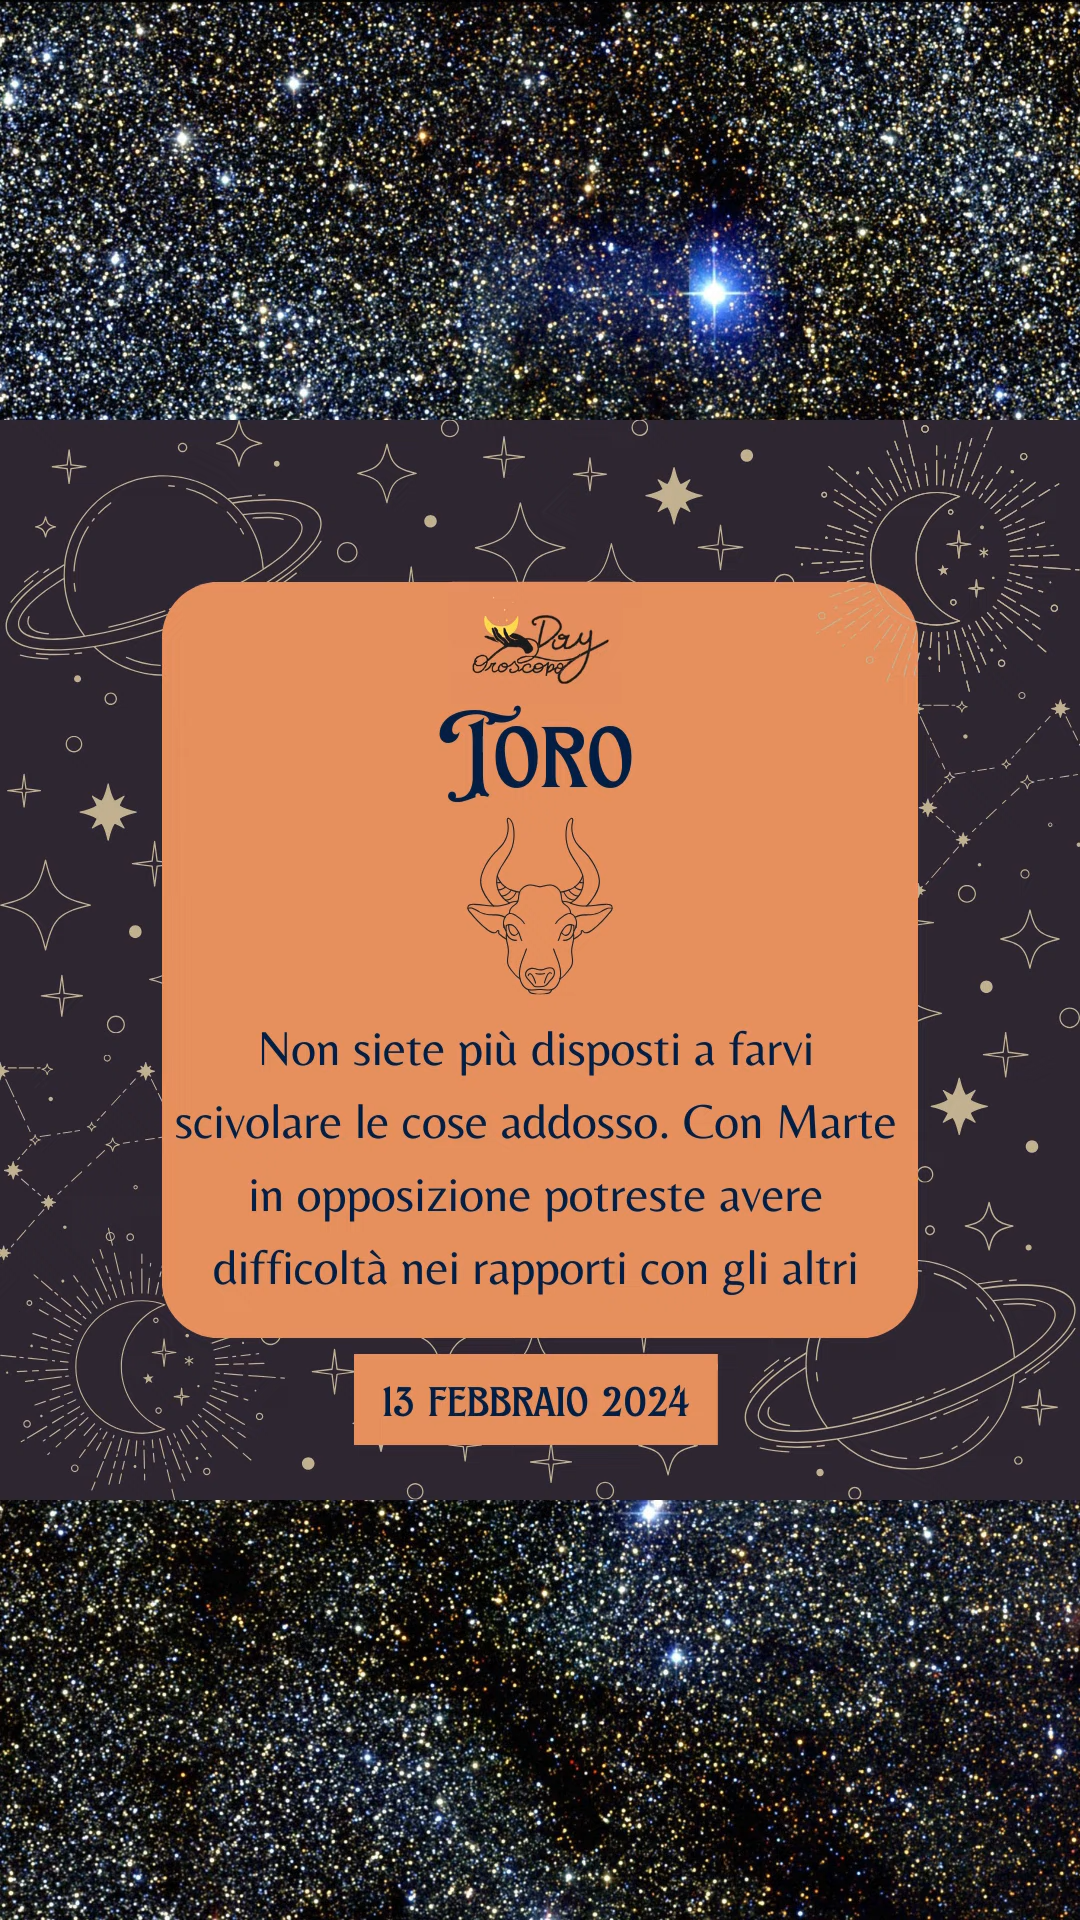 Day
Oroscopo
Toro
Non siete più disposti a farvi
scivolare le cose addosso. Con Marte
in opposizione potreste avere
difficoltà nei rapporti con gli altri
13 FEBBRAIO 2024